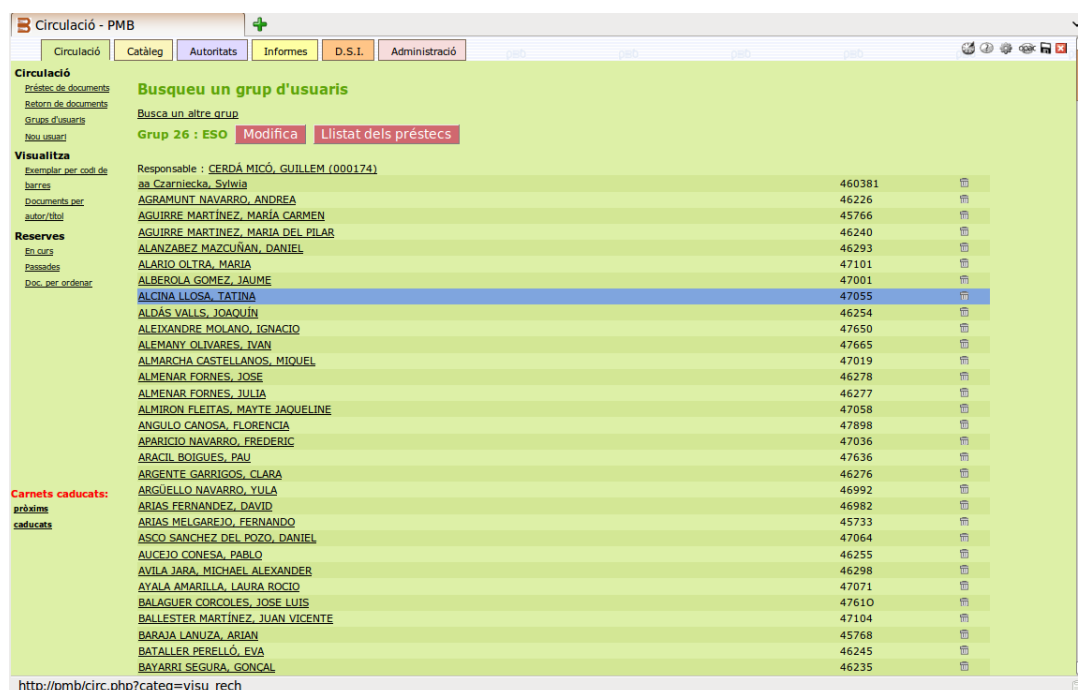 Circulació - PMB
Circulació Catàleg Autoritats Informes D.S.I. Administració
Circulació
Préstec de documents
Retorn de documents
Grups d'usuaris
Nou usuari
Visualitza
Exemplar per codi de
barres
Documents per
autor/títol
Reserves
En curs
Passades
Doc. per ordenar
Carnets caducats:
pròxims
caducats
Busqueu un grup d'usuaris
Busca un altre grup
Grup 26 : ESO Modifica Llistat dels préstecs
Responsable : CERDÁ MICÓ, GUILLEM (000174)
aa Czarniecka, Sylwia 460381
AGRAMUNT NAVARRO, ANDREA 46226
AGUIRRE MARTÍNEZ, MARÍA CARMEN 45766
AGUIRRE MARTINEZ, MARIA DEL PILAR 46240
ALANZABEZ MAZCUÑAN, DANIEL 46293
ALARIO OLTRA, MARIA 47101
ALBEROLA GOMEZ, JAUME 47001
ALCINA LLOSA, TATINA 47055
ALDÁS VALLS, JOAQUÍN 46254
ALEIXANDRE MOLANO, IGNACIO 47650
ALEMANY OLIVARES, IVAN 47665
ALMARCHA CASTELLANOS, MIQUEL 47019
ALMENAR FORNES, JOSE 46278
ALMENAR FORNES, JULIA 46277
ALMIRON FLEITAS, MAYTE JAQUELINE 47058
ANGULO CANOSA, FLORENCIA 47898
APARICIO NAVARRO, FREDERIC 47036
ARACIL BOIGUES, PAU 47636
ARGENTE GARRIGOS, CLARA 46276
ARGÜELLO NAVARRO, YULA 46992
ARIAS FERNANDEZ, DAVID 46982
ARIAS MELGAREJO, FERNANDO 45733
ASCO SANCHEZ DEL POZO, DANIEL 47064
AUCEJO CONESA, PABLO 46255
AVILA JARA, MICHAEL ALEXANDER 46298
AYALA AMARILLA, LAURA ROCIO 47071
BALAGUER CORCOLES, JOSE LUIS 4761O
BALLESTER MARTÍNEZ, JUAN VICENTE 47104
BARAJA LANUZA, ARIAN 45768
BATALLER PERELLÓ, EVA 46245
BAYARRI SEGURA, GONÇAL 46235
http://pmb/circ.php?categ=visu_rech